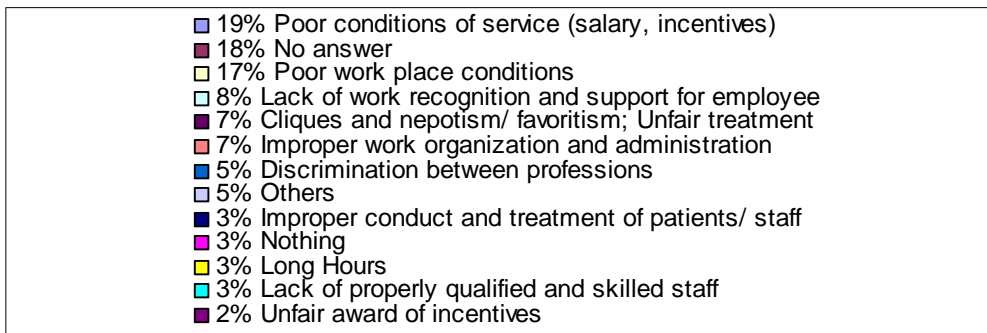 19% Poor conditions of service (salary, incentives)
18% No answer
17% Poor work place conditions
8% Lack of work recognition and support for employee
7% Cliques and nepotism/ favoritism; Unfair treatment
7% Improper work organization and administration
5% Discrimination between professions
5% Others
3% Improper conduct and treatment of patients/ staff
3% Nothing
3% Long Hours
3% Lack of properly qualified and skilled staff
2% Unfair award of incentives